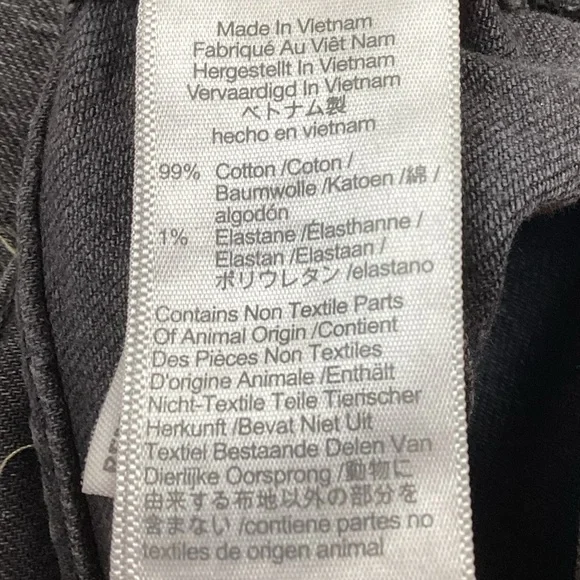 Made In Vietnam
Fabriqué Au Viêt Nam
Hergestellt In Vietnam
Vervaardigd In Vietnam
ベトナム製
hecho en vietnam
99% Cotton /Coton /
Baumwolle /Katoen /綿 /
algodón
1% Elastane /Élasthanne /
Elastan /Elastaan /
ポリウレタン /elastano
Contains Non Textile Parts
Of Animal Origin /Contient
Des Pièces Non Textiles
D'origine Animale /Enthält
Nicht-Textile Teile Tierischer
Herkunft /Bevat Niet Uit
Textiel Bestaande Delen Van
Dierlijke Oorsprong /動物に
由来する布地以外の部分を
含まない /contiene partes no
textiles de origen animal